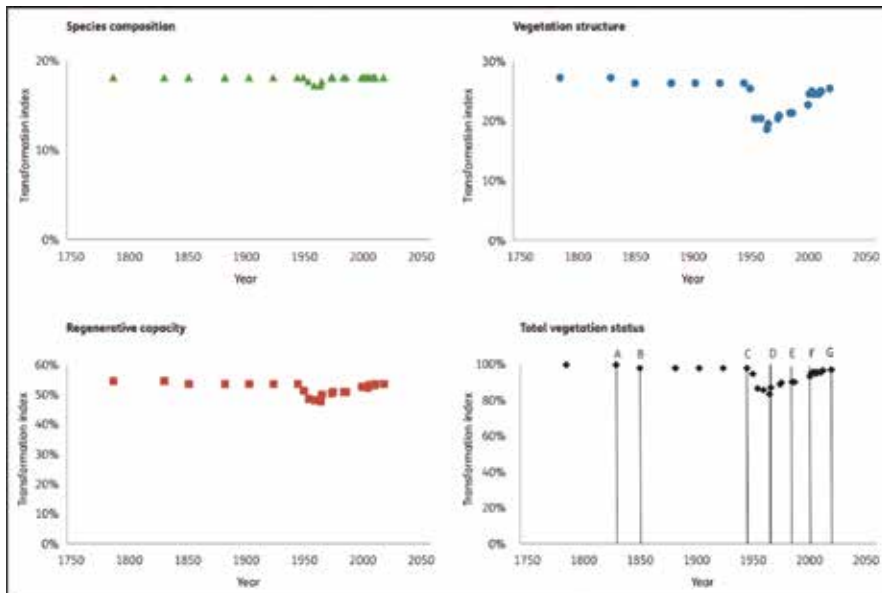 Species composition
20%
10%
0%
Transformation index
1750 1800 1850 1900 1950 2000 2050
Year
Vegetation structure
30%
20%
10%
0%
Transformation index
1750 1800 1850 1900 1950 2000 2050
Year
Regenerative capacity
60%
50%
40%
30%
20%
10%
0%
Transformation index
1750 1800 1850 1900 1950 2000 2050
Year
Total vegetation status
A B C D E F G
100%
80%
60%
40%
20%
0%
Transformation index
1750 1800 1850 1900 1950 2000 2050
Year